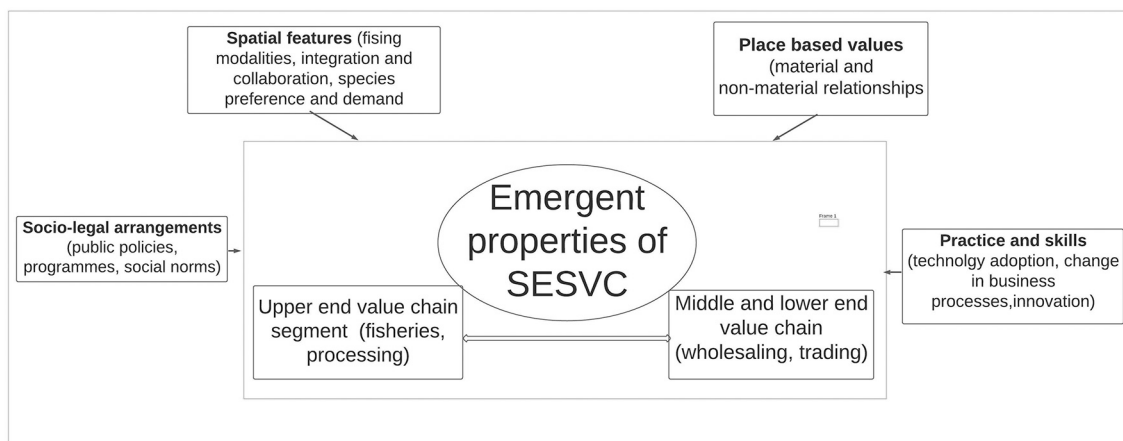 Spatial features (fising
modalities, integration and
collaboration, species
preference and demand
Place based values
(material and
non-material relationships
Emergent
properties of
SESVC
Frame 1
Socio-legal arrangements
(public policies,
programmes, social norms)
Practice and skills
(technolgy adoption, change
in business
processes,innovation)
Upper end value chain
segment (fisheries,
processing)
Middle and lower end
value chain
(wholesaling, trading)